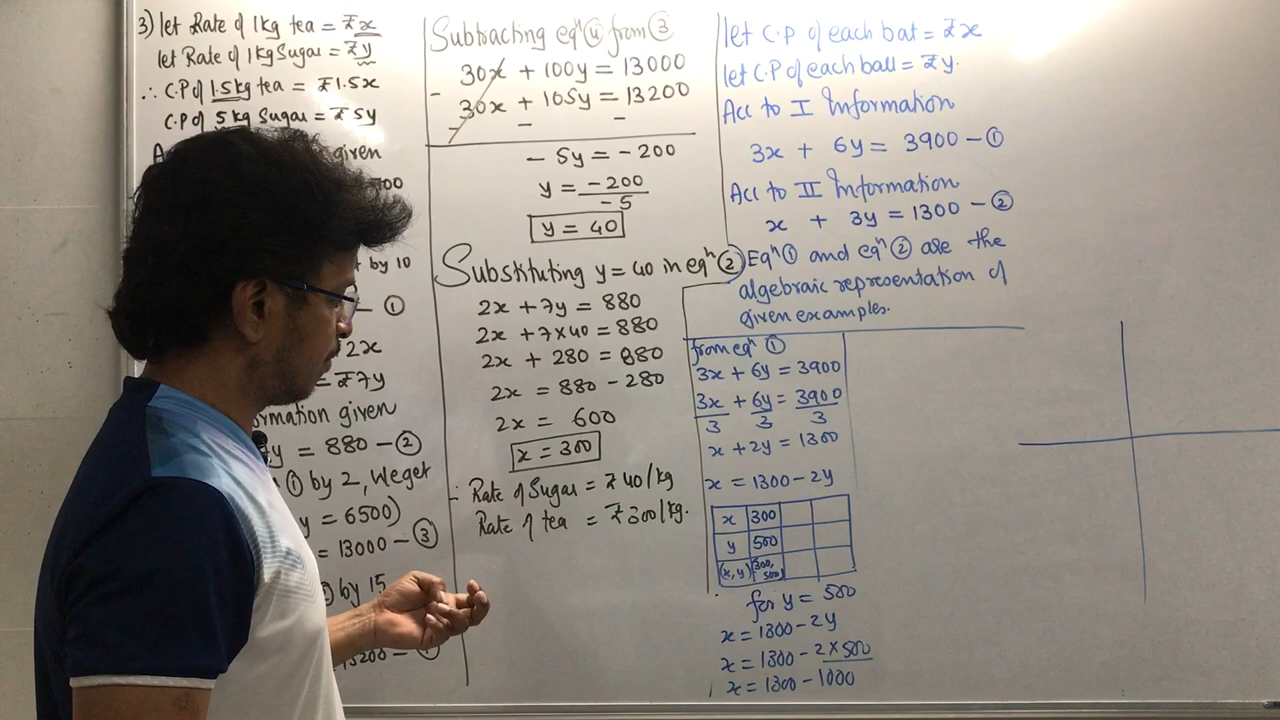 3) let Rate of 1kg tea = ₹x
let Rate of 1kg Sugar = ₹y
∴ C.P of 1.5kg tea = ₹1.5x
C.P of 5 kg Sugar = ₹5y
given
by 10
— ①
2x
= ₹7y
ormation given
y = 880 – ②
① by 2, We get
y = 6500)
= 13000 – ③
by 15
13200 –
Subtracting eqⁿ ④ from ③
30x + 100y = 13000
- 30x + 105y = 13200
– – –
- 5y = -200
y = -200
-5
y = 40
Substituting y = 40 in eqⁿ ②
2x + 7y = 880
2x + 7×40 = 880
2x + 280 = 880
2x = 880 - 280
2x = 600
x = 300
∴ Rate of Sugar = ₹40/kg
Rate of tea = ₹300/kg.
let C.P of each bat = ₹x
let C.P of each ball = ₹y.
Acc to I Information
3x + 6y = 3900 – ①
Acc to II Information
x + 3y = 1300 – ②
Eqⁿ ① and eqⁿ ② are the
algebraic representation of
given examples.
from eqⁿ ①
3x + 6y = 3900
3x + 6y = 3900
3 3 3
x + 2y = 1300
x = 1300 - 2y
x 300
y 500
(x,y) (300,
500)
for y = 500
x = 1300 - 2y
x = 1300 - 2×500
x = 1300 - 1000